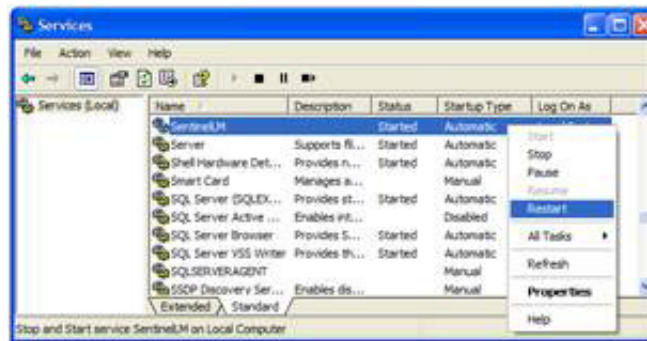 Services
File Action View Help
Services (Local)
Name Description Status Startup Type Log On As
SentinelLM Started Automatic
Server Supports fi... Started Automatic
Shell Hardware Det... Provides n... Started Automatic
Smart Card Manages a... Manual
SQL Server (SQLEX... Provides st... Started Automatic
SQL Server Active ... Enables int... Disabled
SQL Server Browser Provides S... Started Automatic
SQL Server VSS Writer Provides th... Started Automatic
SQLSERVERAGENT Manual
SSDP Discovery Ser... Enables dis... Manual
Start
Stop
Pause
Resume
Restart
All Tasks
Refresh
Properties
Help
Extended Standard
Stop and Start service SentinelLM on Local Computer